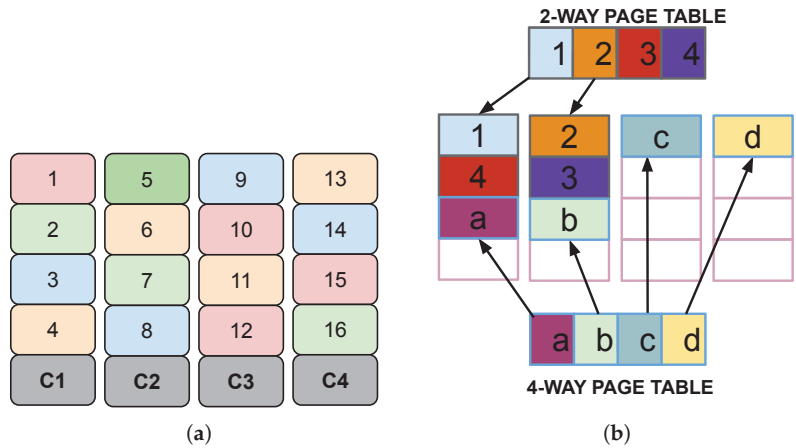 2-WAY PAGE TABLE
1 2 3 4
1 2 c d
4 3
a b
a b c d
4-WAY PAGE TABLE
1 5 9 13
2 6 10 14
3 7 11 15
4 8 12 16
C1 C2 C3 C4
(a) (b)